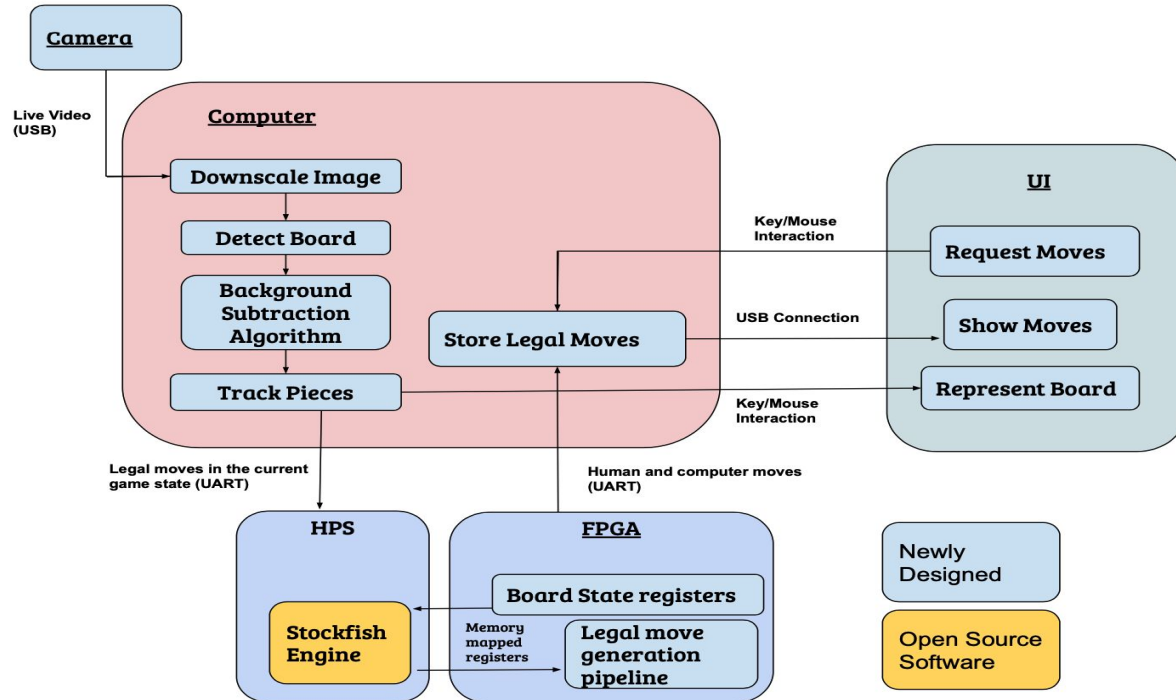 Camera
Live Video
(USB)
Computer
Downscale Image
Detect Board
Background
Subtraction
Algorithm
Track Pieces
Store Legal Moves
Key/Mouse
Interaction
USB Connection
Key/Mouse
Interaction
UI
Request Moves
Show Moves
Represent Board
Legal moves in the current
game state (UART)
Human and computer moves
(UART)
HPS
Stockfish
Engine
FPGA
Board State registers
Memory
mapped
registers
Legal move
generation
pipeline
Newly
Designed
Open Source
Software